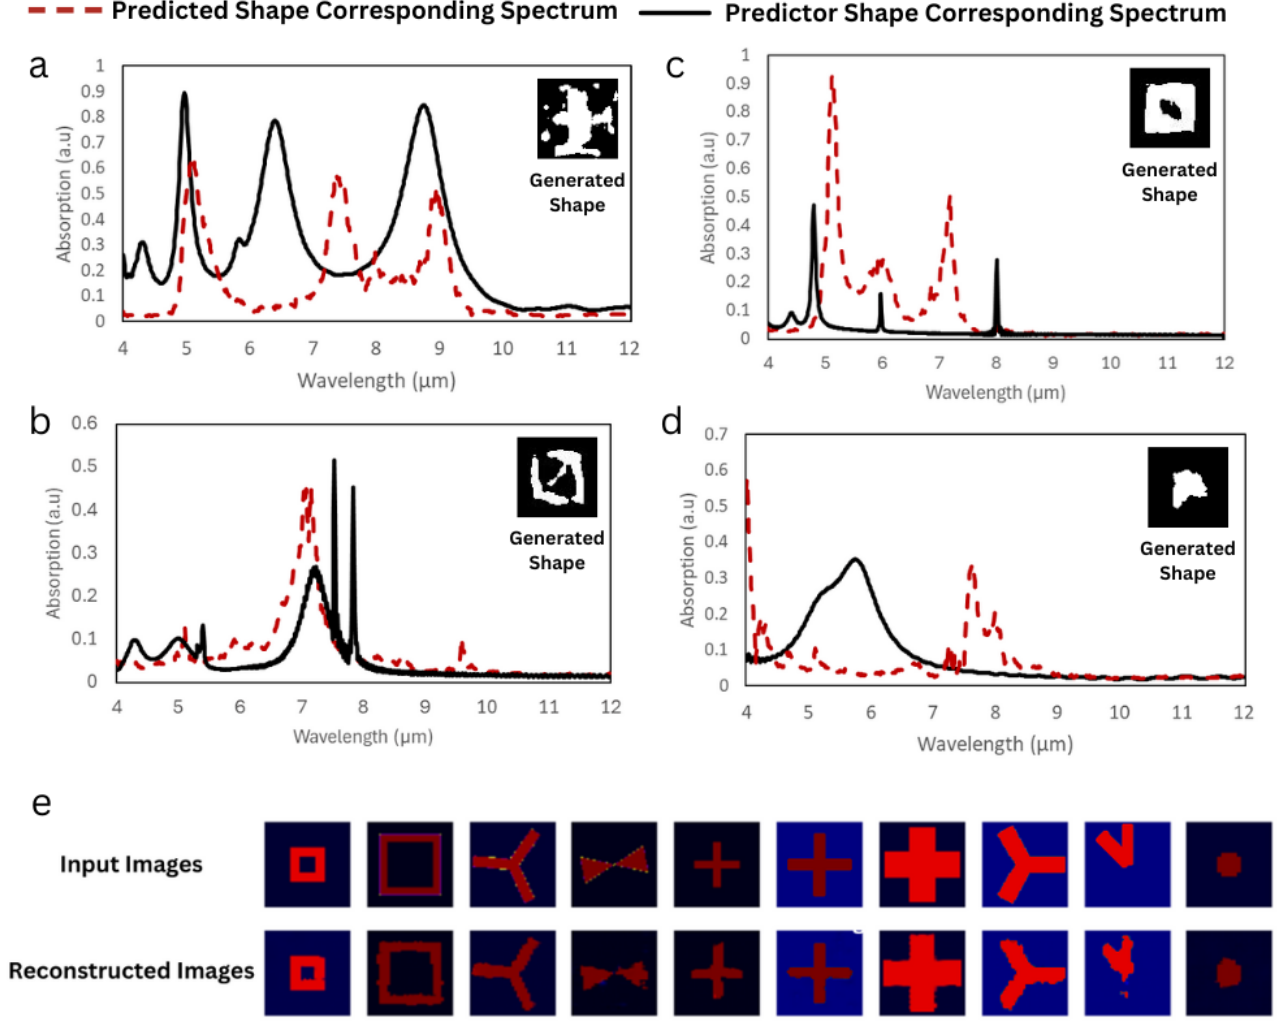 Predicted Shape Corresponding Spectrum
Predictor Shape Corresponding Spectrum
a
1
0.9
0.8
0.7
0.6
0.5
0.4
0.3
0.2
0.1
0
Absorption (a.u)
4 5 6 7 8 9 10 11 12
Wavelength (µm)
Generated
Shape
c
1
0.9
0.8
0.7
0.6
0.5
0.4
0.3
0.2
0.1
0
Absorption (a.u)
4 5 6 7 8 9 10 11 12
Wavelength (µm)
Generated
Shape
b
0.6
0.5
0.4
0.3
0.2
0.1
0
Absorption (a.u)
4 5 6 7 8 9 10 11 12
Wavelength (µm)
Generated
Shape
d
0.7
0.6
0.5
0.4
0.3
0.2
0.1
0
Absorption (a.u)
4 5 6 7 8 9 10 11 12
Wavelength (µm)
Generated
Shape
e
Input Images
Reconstructed Images